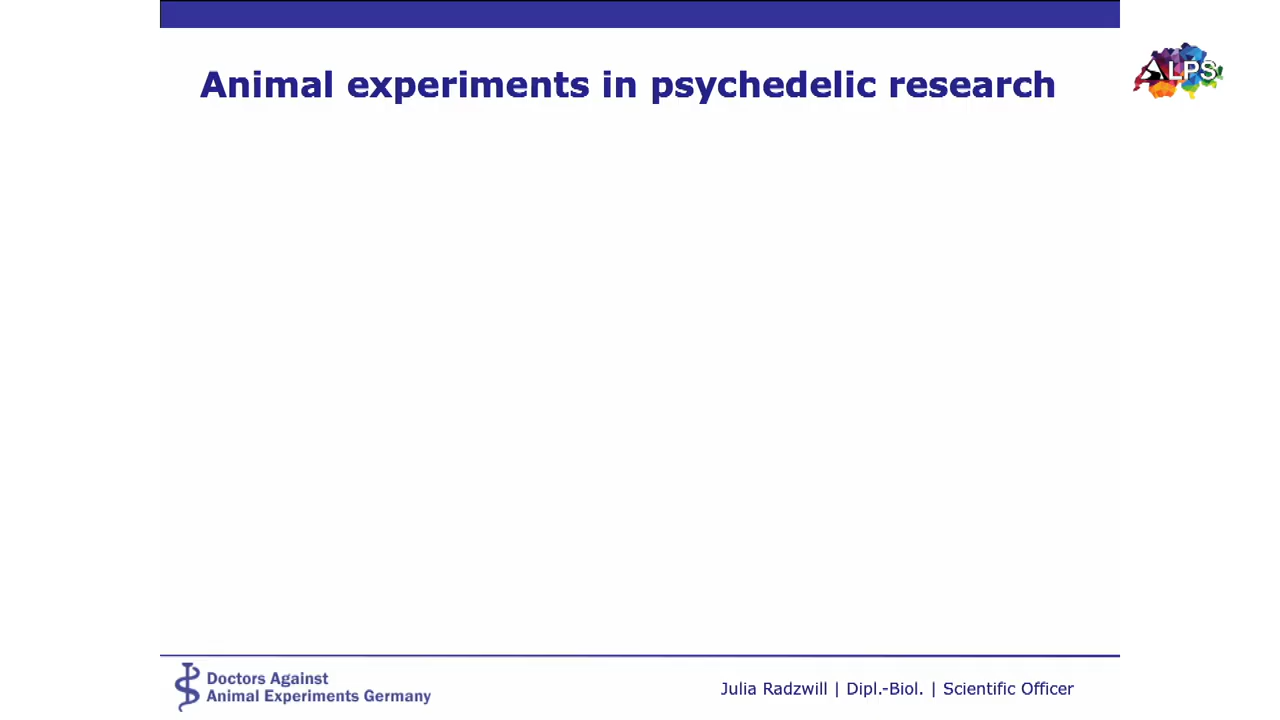 Animal experiments in psychedelic research
ALPS
Doctors Against
Animal Experiments Germany
Julia Radzwill | Dipl.-Biol. | Scientific Officer